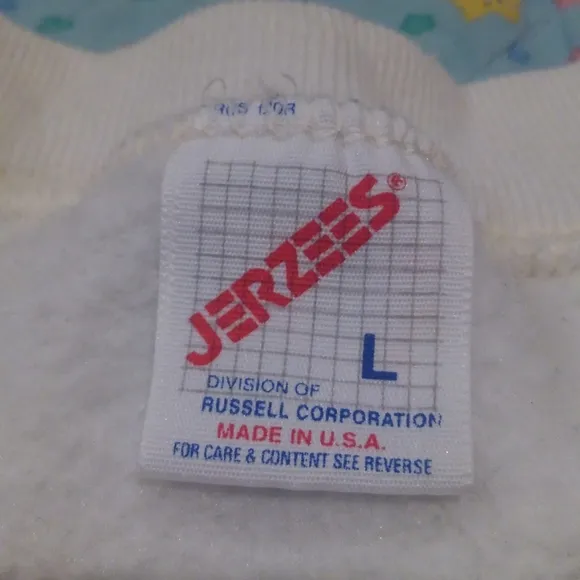 JERZEES®
L
DIVISION OF
RUSSELL CORPORATION
MADE IN U.S.A.
FOR CARE & CONTENT SEE REVERSE